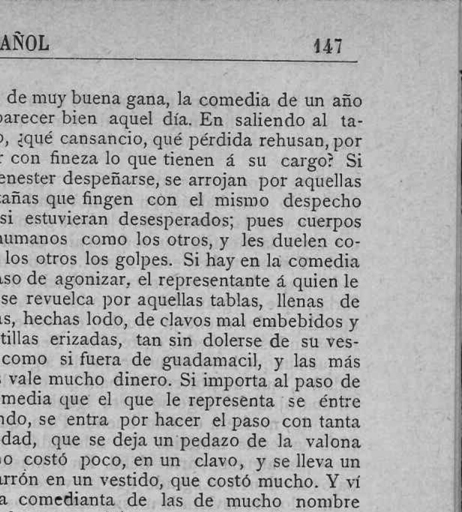 AÑOL 147
de muy buena gana, la comedia de un año
parecer bien aquel día. En saliendo al ta-
o, ¿qué cansancio, qué pérdida rehusan, por
r con fineza lo que tienen á su cargo? Si
enester despeñarse, se arrojan por aquellas
tañas que fingen con el mismo despecho
si estuvieran desesperados; pues cuerpos
humanos como los otros, y les duelen co-
los otros los golpes. Si hay en la comedia
aso de agonizar, el representante á quien le
se revuelca por aquellas tablas, llenas de
as, hechas lodo, de clavos mal embebidos y
tillas erizadas, tan sin dolerse de su ves-
como si fuera de guadamacil, y las más
s vale mucho dinero. Si importa al paso de
media que el que le representa se éntre
ndo, se entra por hacer el paso con tanta
dad, que se deja un pedazo de la valona
no costó poco, en un clavo, y se lleva un
arrón en un vestido, que costó mucho. Y ví
a comedianta de las de mucho nombre